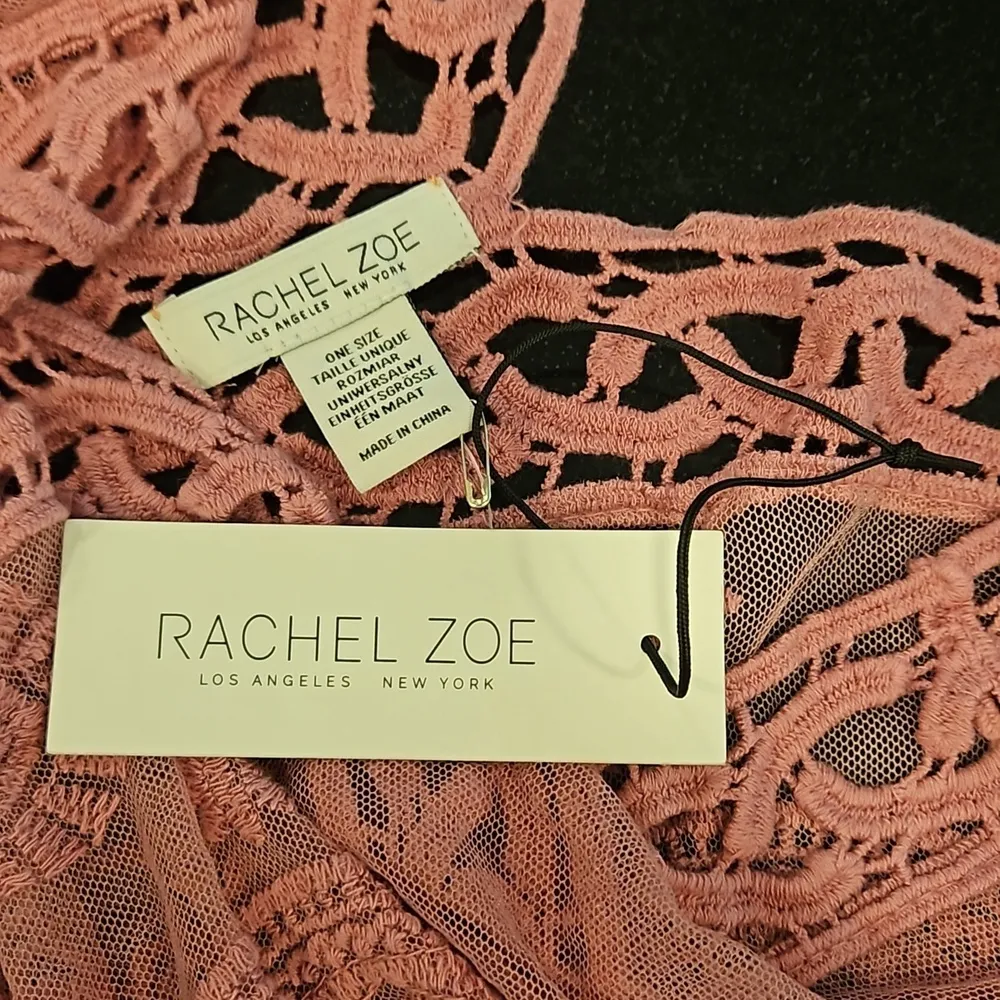 RACHEL ZOE
LOS ANGELES NEW YORK
ONE SIZE
TAILLE UNIQUE
ROZMIAR
UNIWERSALNY
EINHEITSGRÖSSE
ÉÉN MAAT
MADE IN CHINA
RACHEL ZOE
LOS ANGELES NEW YORK